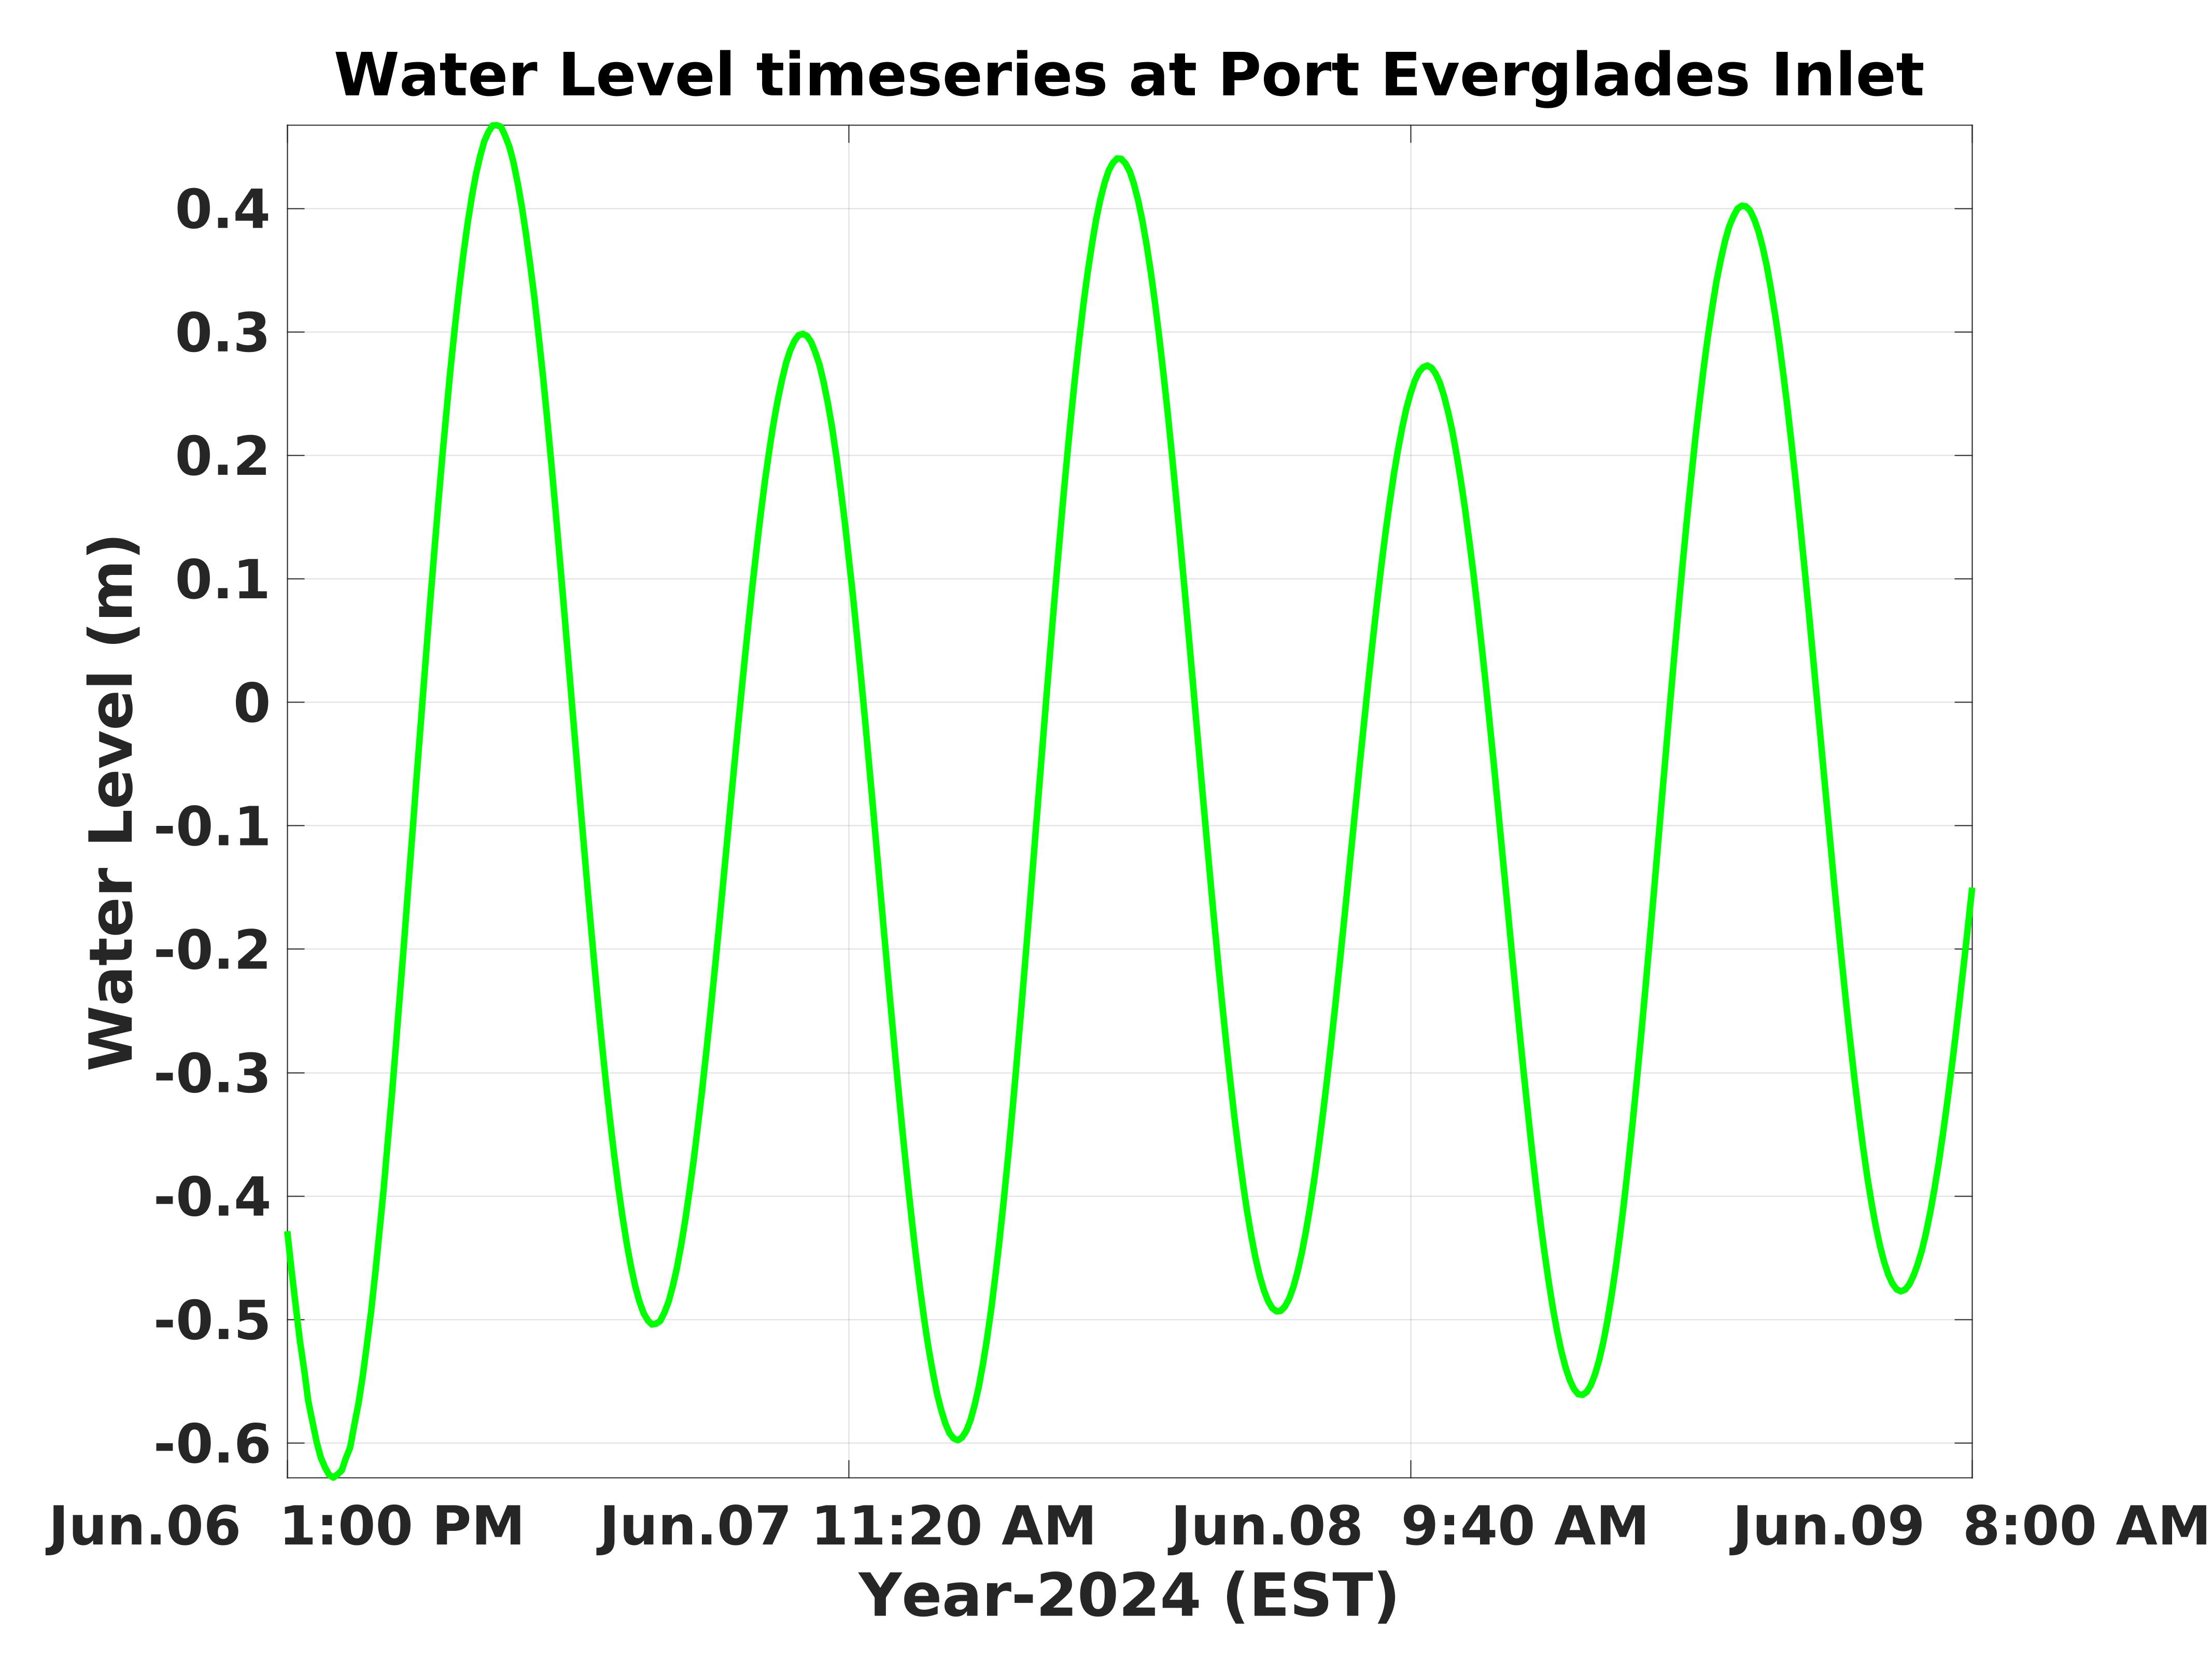 Water Level timeseries at Port Everglades Inlet
Water Level (m)
0.4
0.3
0.2
0.1
0
-0.1
-0.2
-0.3
-0.4
-0.5
-0.6
Jun.06 1:00 PM
Jun.07 11:20 AM
Jun.08 9:40 AM
Jun.09 8:00 AM
Year-2024 (EST)